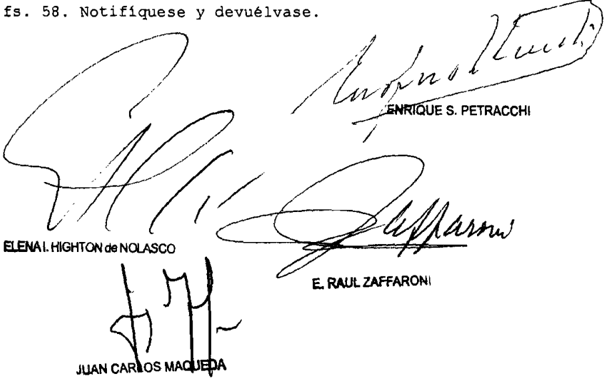 fs. 58. Notifíquese y devuélvase.
ENRIQUE S. PETRACCHI
ELENA I. HIGHTON de NOLASCO
E. RAUL ZAFFARONI
JUAN CARLOS MAQUEDA